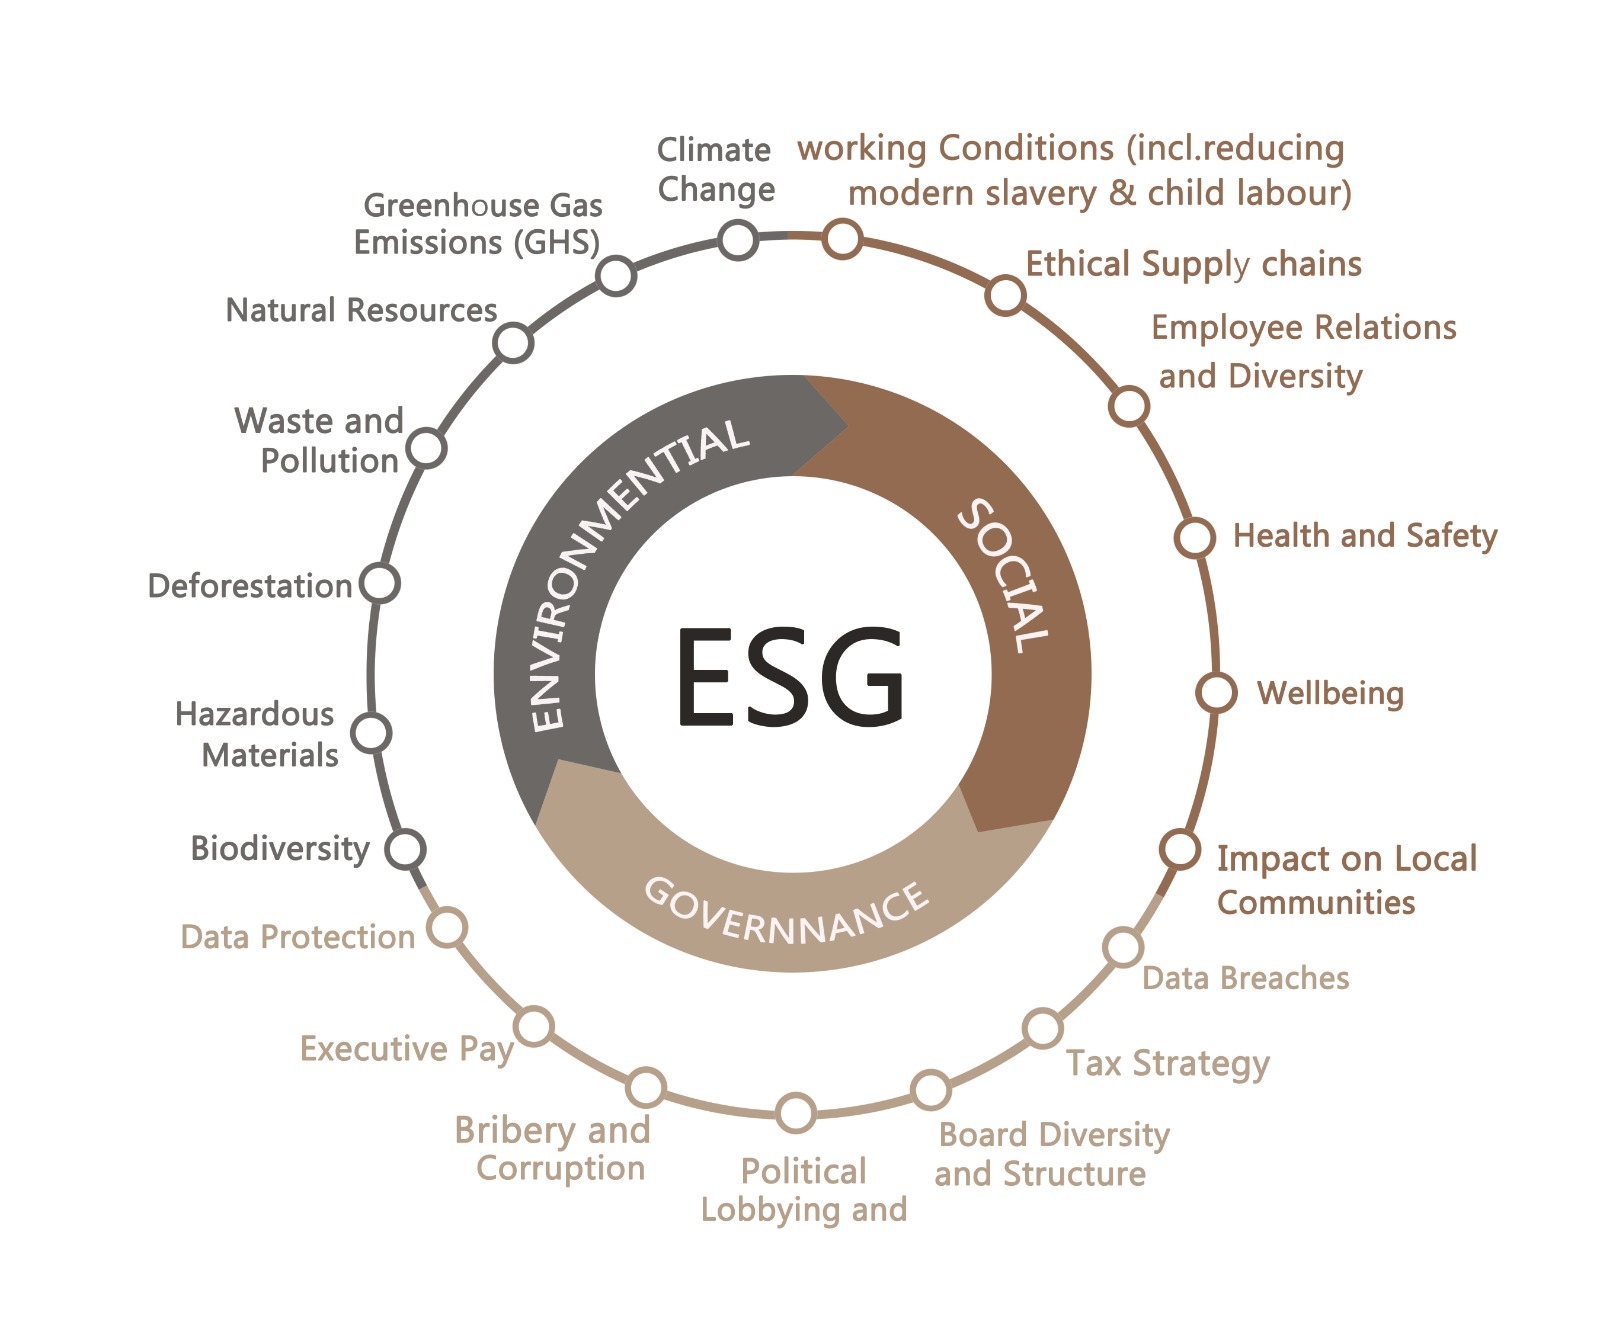 Climate
Change
working Conditions (incl.reducing
modern slavery & child labour)
Greenhouse Gas
Emissions (GHS)
Ethical Supply chains
Natural Resources
Employee Relations
and Diversity
Waste and
Pollution
ENVIRONMENTIAL
SOCIAL
Health and Safety
Deforestation
ESG
Wellbeing
Hazardous
Materials
Biodiversity
Impact on Local
Communities
GOVERNNANCE
Data Protection
Data Breaches
Executive Pay
Tax Strategy
Bribery and
Corruption
Political
Lobbying and
Board Diversity
and Structure